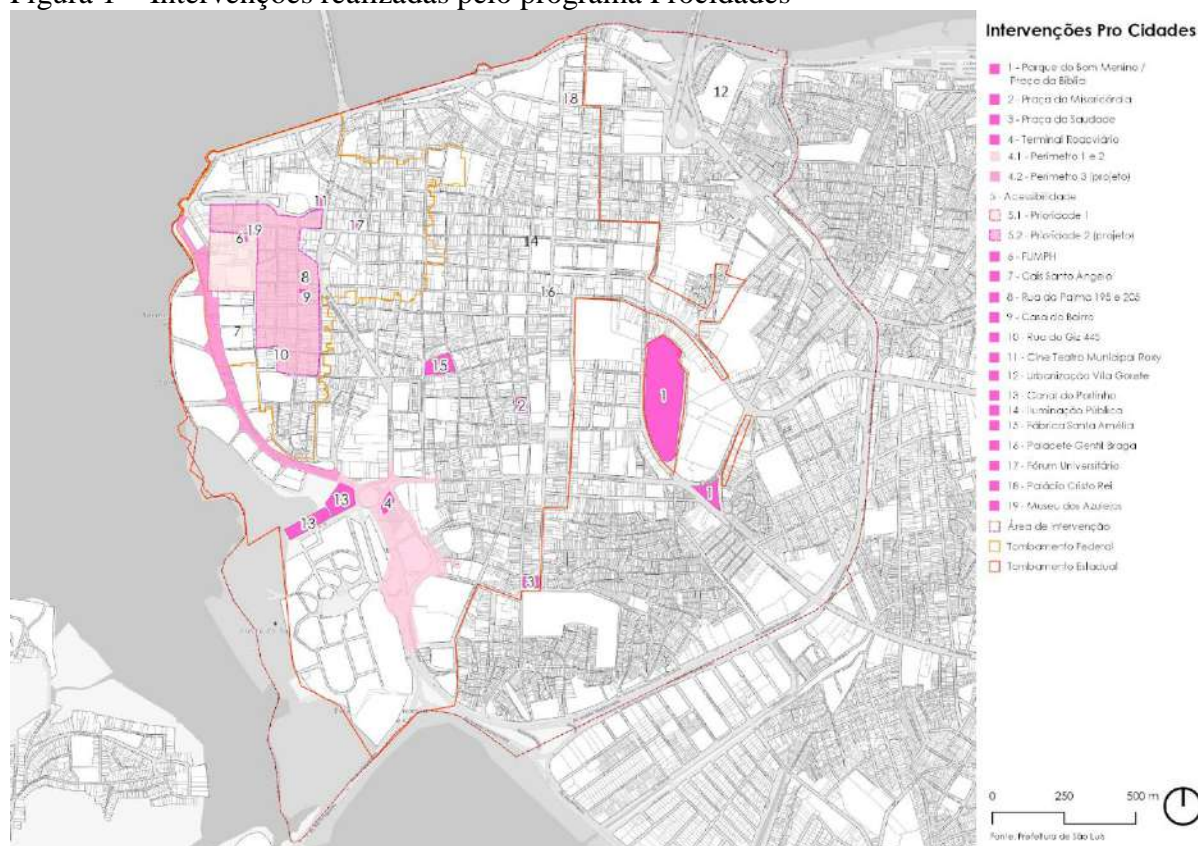 Figura 1 – Intervenções realizadas pelo programa Procidades
Intervenções Pro Cidades
1 - Parque do Bom Menino /
Praça da Bíblia
2 - Praça da Misericórdia
3 - Praça da Saudade
4 - Terminal Rodoviário
4.1 - Perímetro 1 e 2
4.2 - Perímetro 3 (projeto)
5 - Acessibilidade
5.1 - Prioridade 1
5.2 - Prioridade 2 (projeto)
6 - FUMPH
7 - Cais Santo Angelo
8 - Rua da Palma 195 e 205
9 - Casa do Bairro
10 - Rua do Giz 445
11 - Cine Teatro Municipal Roxy
12 - Urbanização Vila Gorete
13 - Canal do Portinho
14 - Iluminação Pública
15 - Fábrica Santa Amélia
16 - Palacete Gentil Braga
17 - Fórum Universitário
18 - Palácio Cristo Rei
19 - Museu dos Azulejos
Área de Intervenção
Tombamento Federal
Tombamento Estadual
0 250 500 m
Fonte: Prefeitura de São Luís
12
18
11
17
19
6
14
8
9
16
7
10
15
2
1
1
13
4
13
3